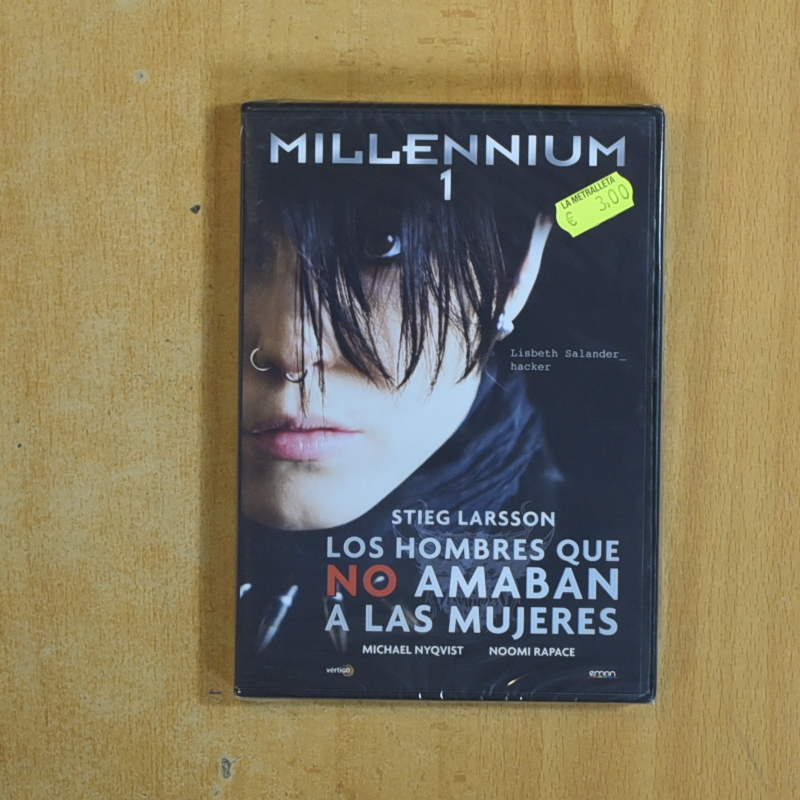 MILLENNIUM
1
LA METRALLETA
€ 3,00
Lisbeth Salander_
hacker
STIEG LARSSON
LOS HOMBRES QUE
NO AMABAN
A LAS MUJERES
MICHAEL NYQVIST NOOMI RAPACE
vertigo emon